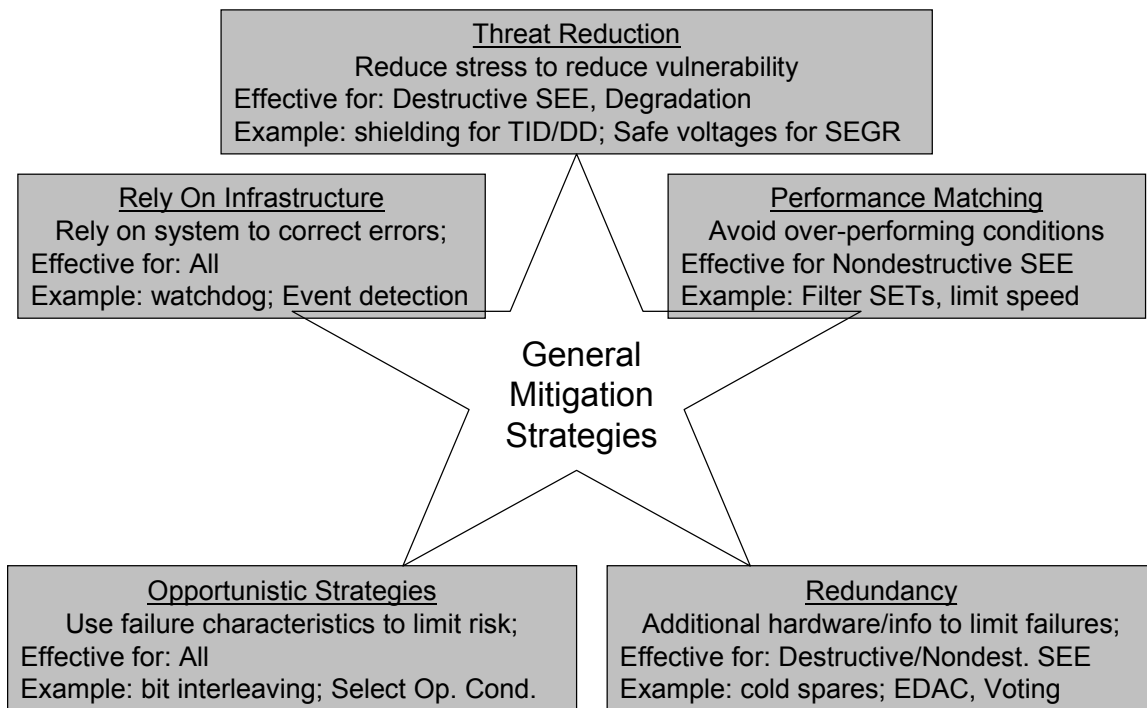 Threat Reduction
Reduce stress to reduce vulnerability
Effective for: Destructive SEE, Degradation
Example: shielding for TID/DD; Safe voltages for SEGR
Rely On Infrastructure
Rely on system to correct errors;
Effective for: All
Example: watchdog; Event detection
Performance Matching
Avoid over-performing conditions
Effective for Nondestructive SEE
Example: Filter SETs, limit speed
General
Mitigation
Strategies
Opportunistic Strategies
Use failure characteristics to limit risk;
Effective for: All
Example: bit interleaving; Select Op. Cond.
Redundancy
Additional hardware/info to limit failures;
Effective for: Destructive/Nondest. SEE
Example: cold spares; EDAC, Voting